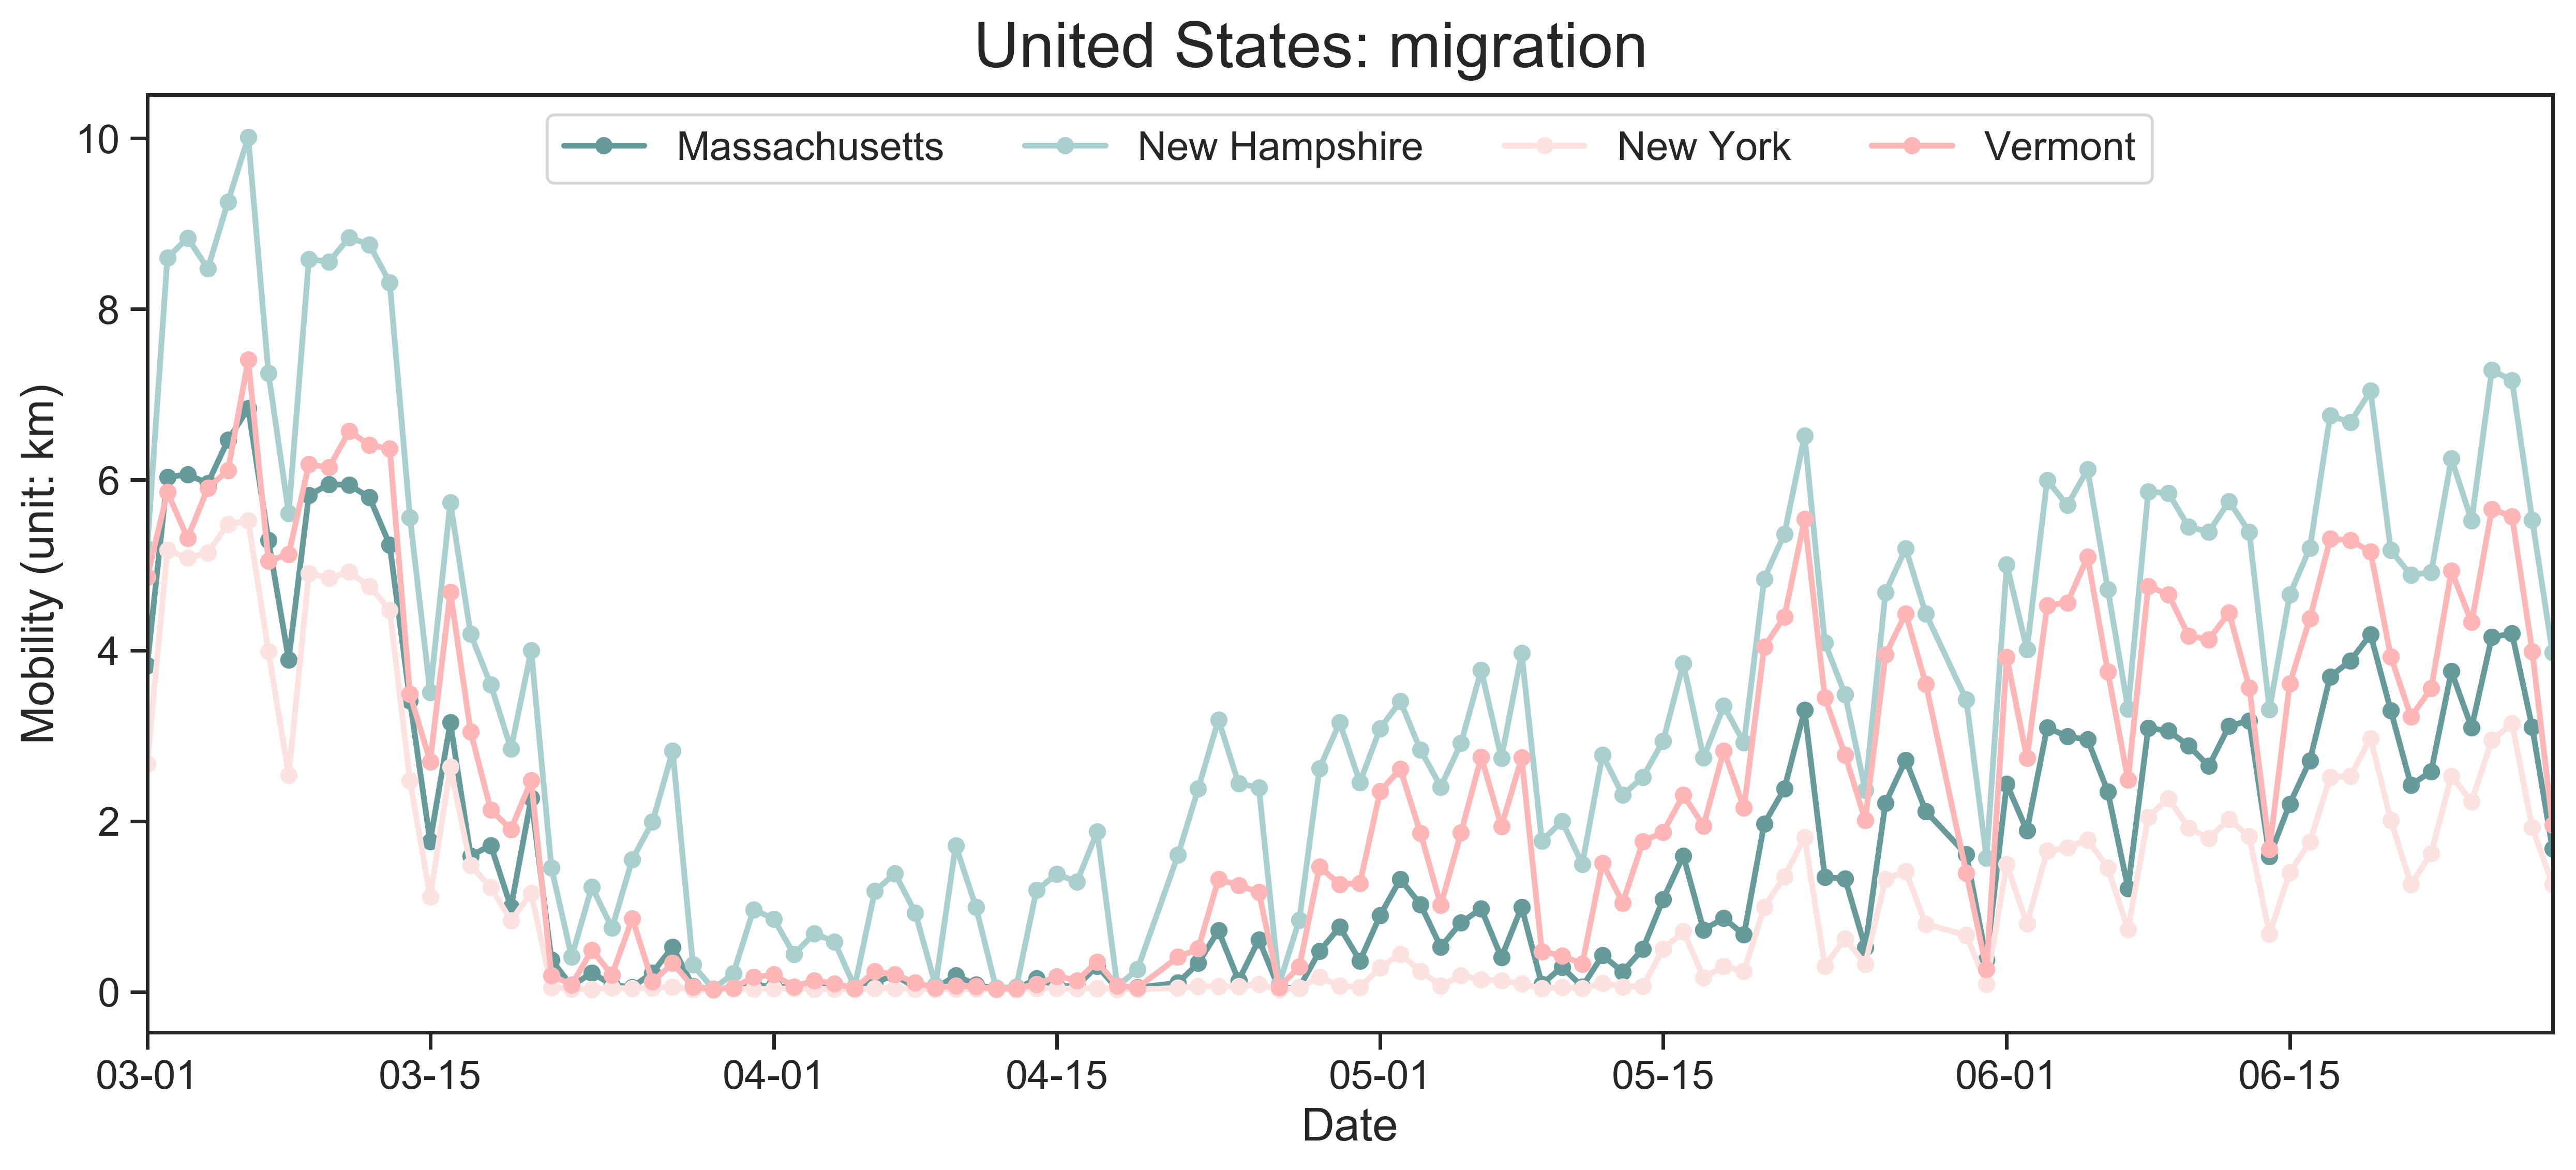 United States: migration
Massachusetts New Hampshire New York Vermont
Mobility (unit: km)
10
8
6
4
2
0
03-01 03-15 04-01 04-15 05-01 05-15 06-01 06-15
Date